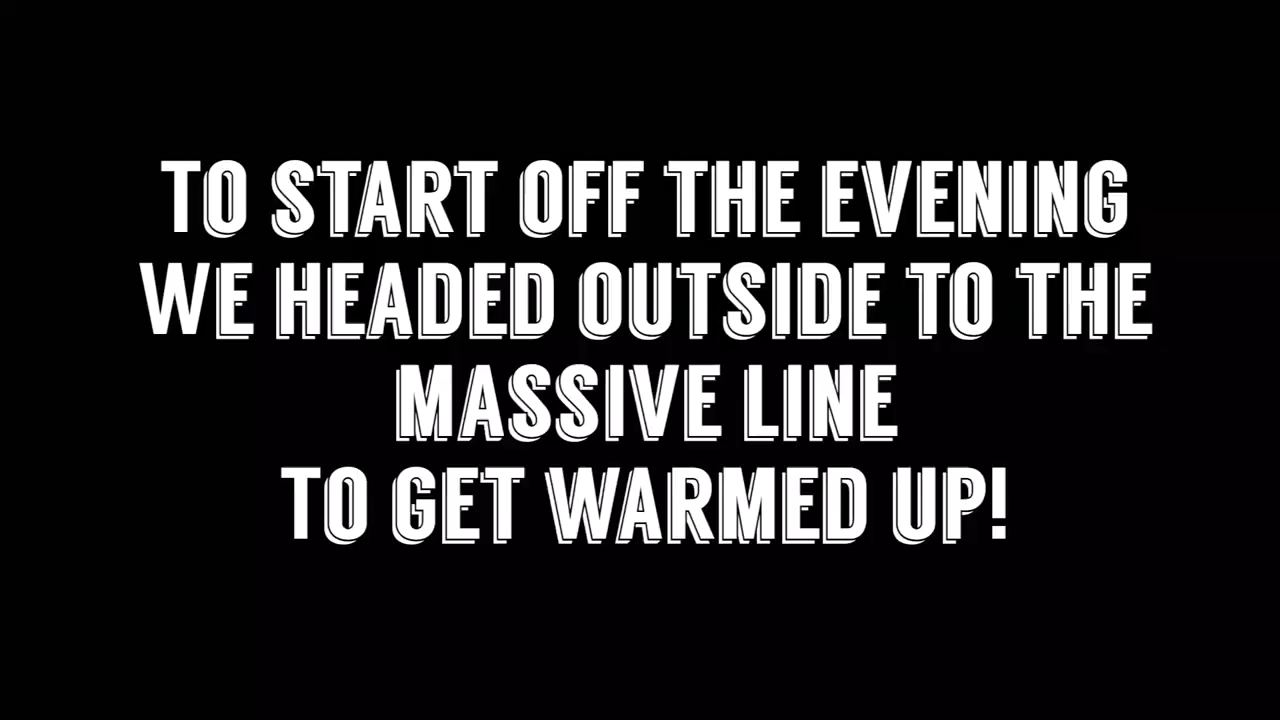 TO START OFF THE EVENING
WE HEADED OUTSIDE TO THE
MASSIVE LINE
TO GET WARMED UP!